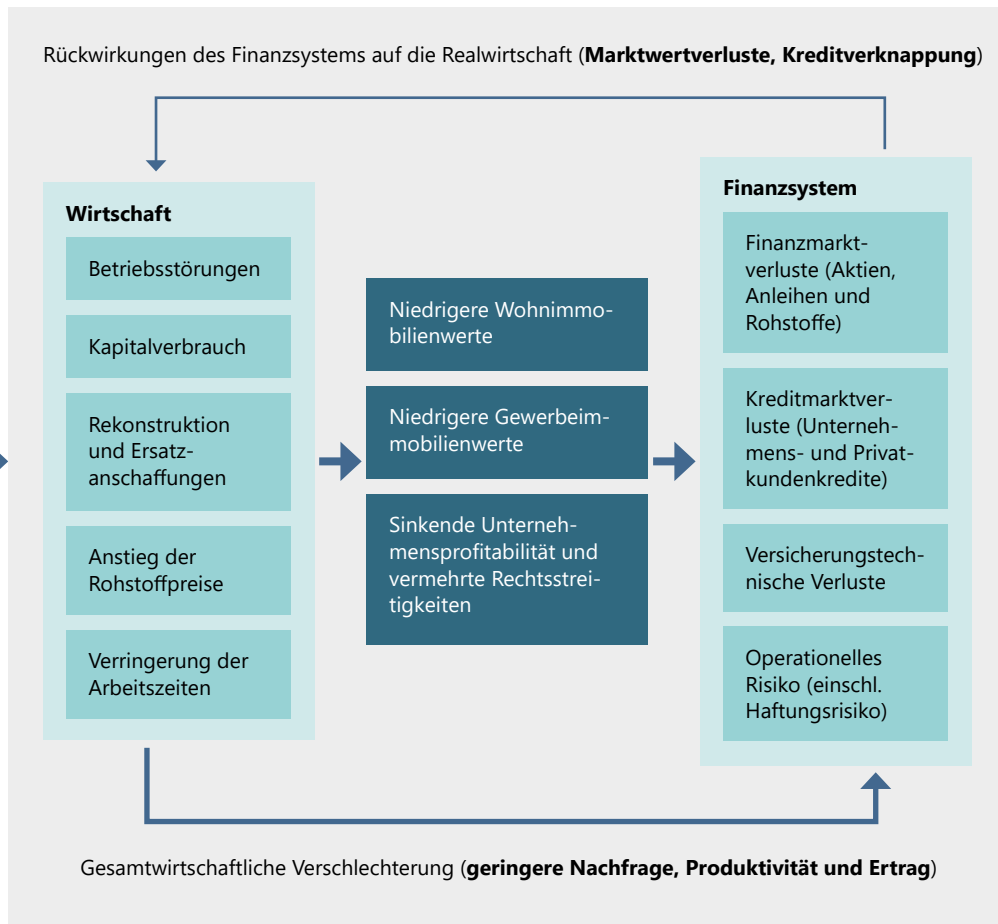 Rückwirkungen des Finanzsystems auf die Realwirtschaft (Marktwertverluste, Kreditverknappung)
Wirtschaft
Betriebsstörungen
Kapitalverbrauch
Rekonstruktion
und Ersatz-
anschaffungen
Anstieg der
Rohstoffpreise
Verringerung der
Arbeitszeiten
Niedrigere Wohnimmo-
bilienwerte
Niedrigere Gewerbeim-
mobilienwerte
Sinkende Unterneh-
mensprofitabilität und
vermehrte Rechtsstrei-
tigkeiten
Finanzsystem
Finanzmarkt-
verluste (Aktien,
Anleihen und
Rohstoffe)
Kreditmarktver-
luste (Unterneh-
mens- und Privat-
kundenkredite)
Versicherungstech-
nische Verluste
Operationelles
Risiko (einschl.
Haftungsrisiko)
Gesamtwirtschaftliche Verschlechterung (geringere Nachfrage, Produktivität und Ertrag)